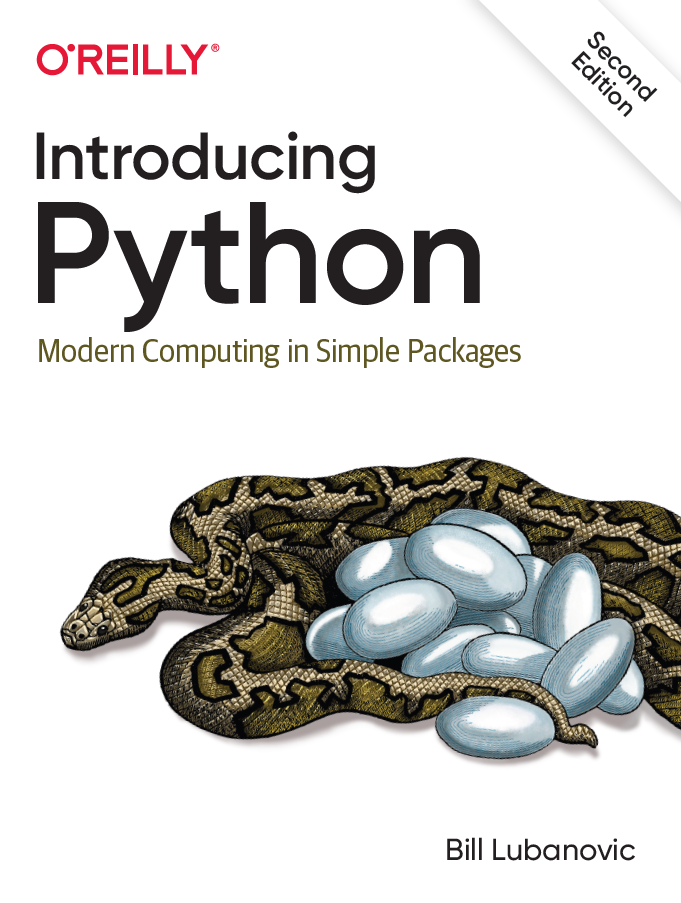 O'REILLY®
Second
Edition
Introducing
Python
Modern Computing in Simple Packages
Bill Lubanovic